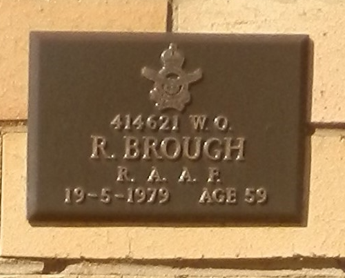 414621 W.O.
R. BROUGH
R. A. A. F.
19-5-1979 AGE 59